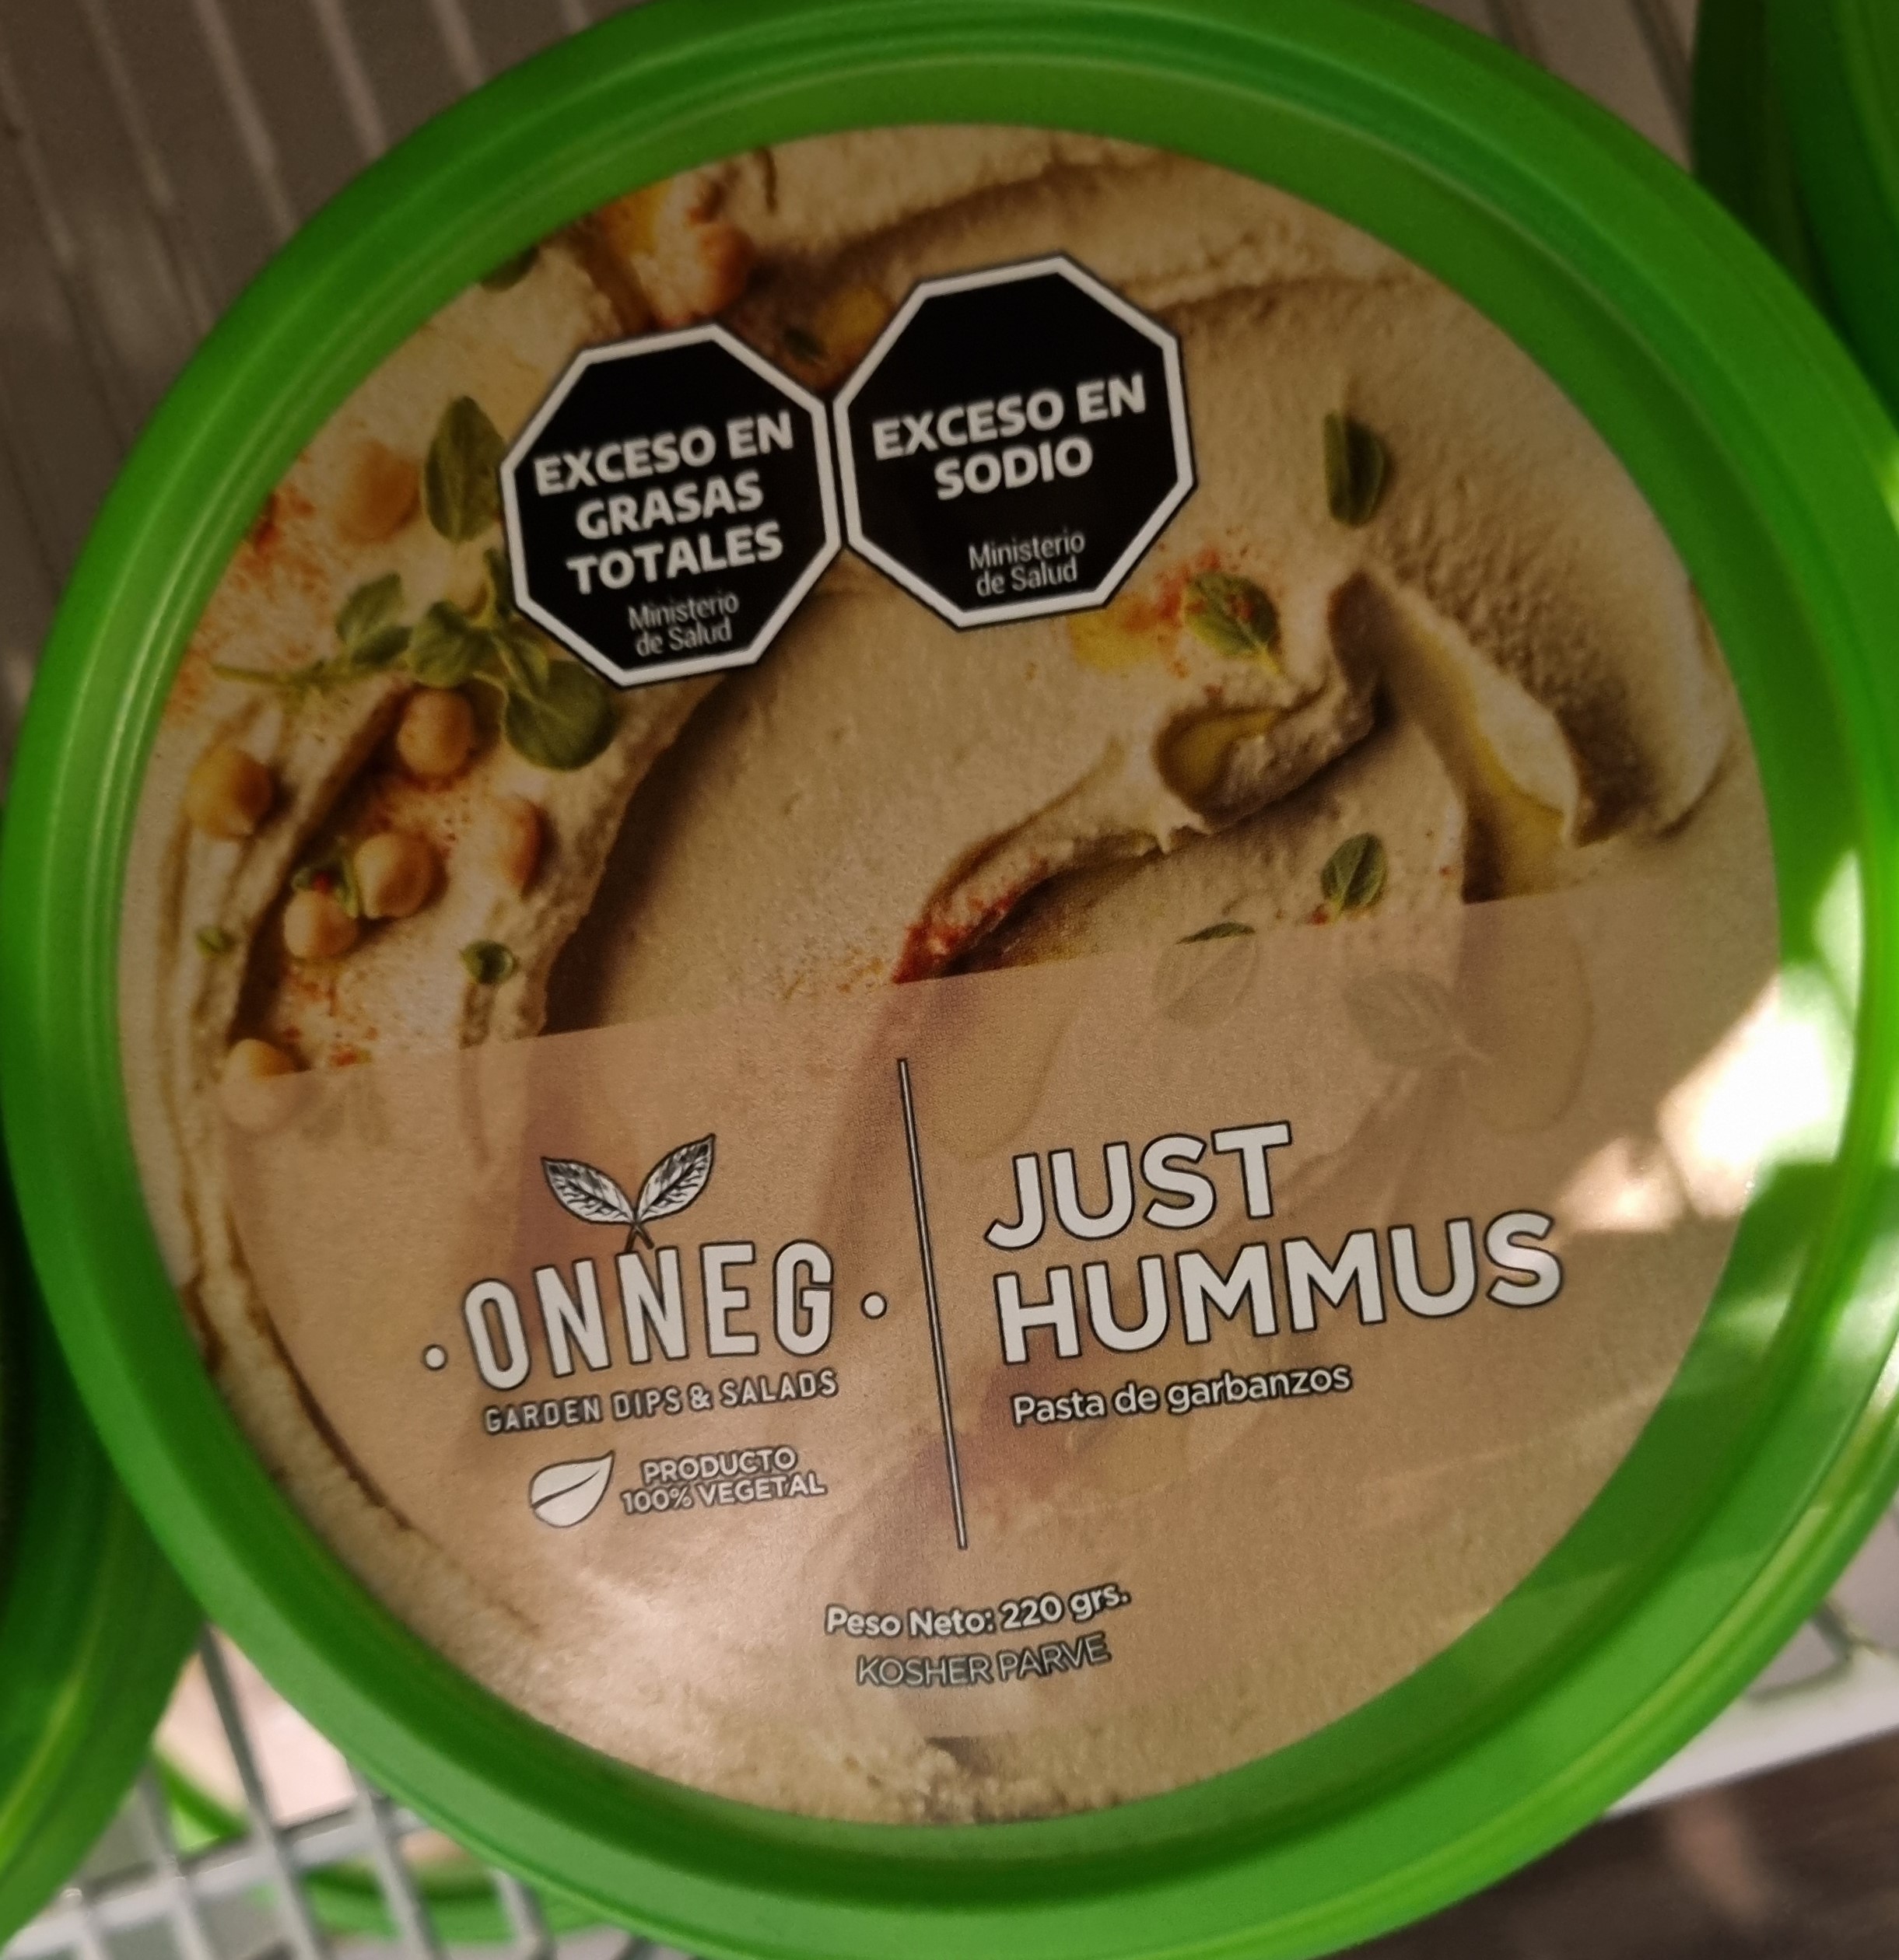 EXCESO EN
GRASAS
TOTALES
Ministerio
de Salud
EXCESO EN
SODIO
Ministerio
de Salud
·ONNEG·
GARDEN DIPS & SALADS
PRODUCTO
100% VEGETAL
JUST
HUMMUS
Pasta de garbanzos
Peso Neto: 220 grs.
KOSHER PARVE